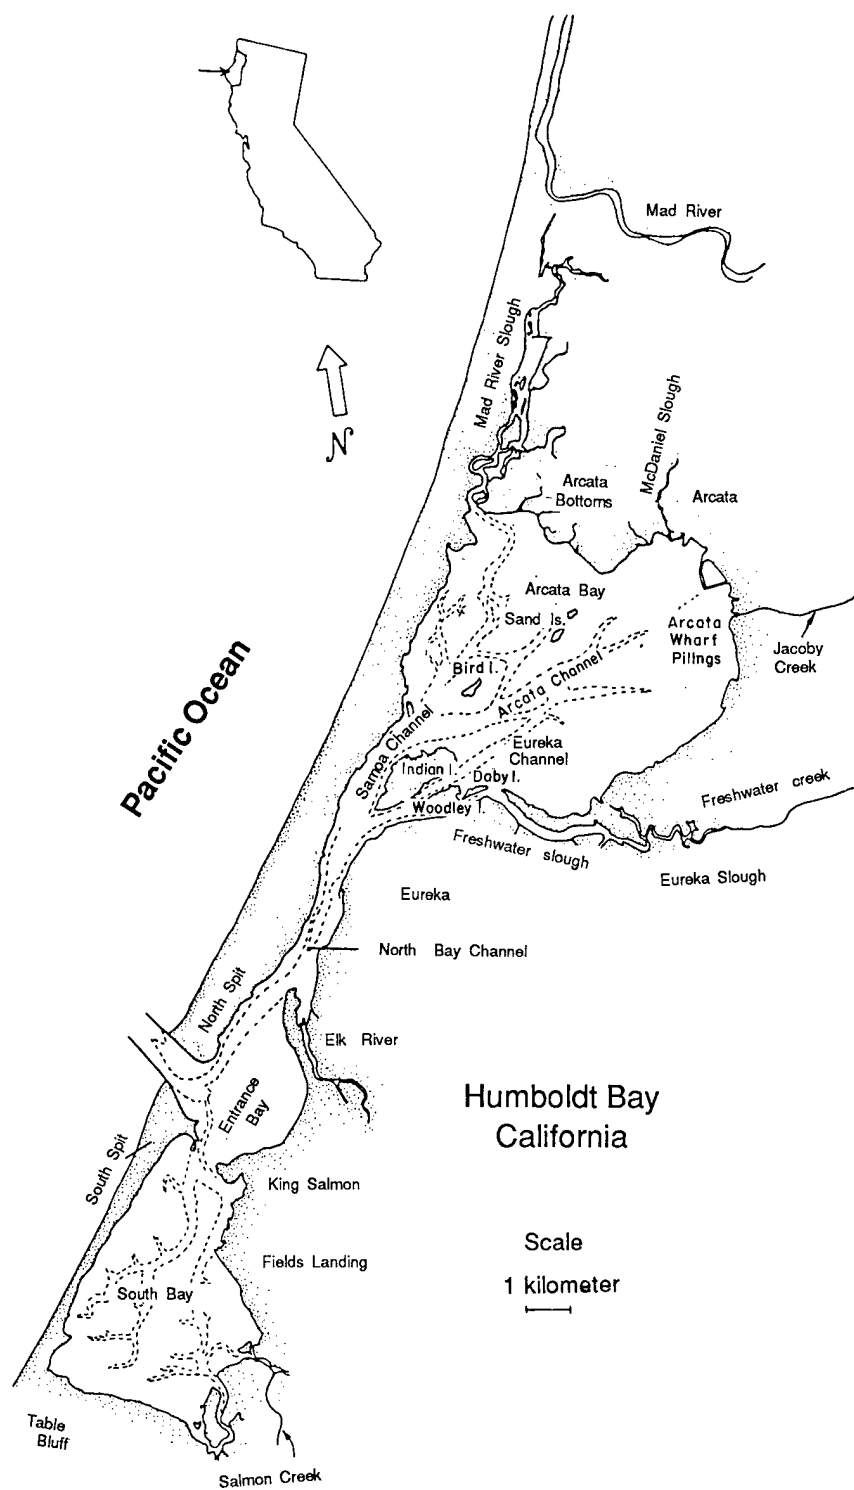 Mad River
N
Mad River Slough
McDaniel Slough
Arcata
Bottoms
Arcata
Arcata Bay
Sand Is.
Arcata
Wharf
Pilings
Jacoby
Creek
Bird I.
Arcata Channel
Pacific Ocean
Samoa Channel
Eureka
Channel
Indian I.
Daby I.
Woodley I.
Freshwater creek
Freshwater slough
Eureka Slough
Eureka
North Bay Channel
North Spit
Elk River
Entrance
Bay
Humboldt Bay
California
South Spit
King Salmon
Fields Landing
Scale
1 kilometer
South Bay
Table
Bluff
Salmon Creek